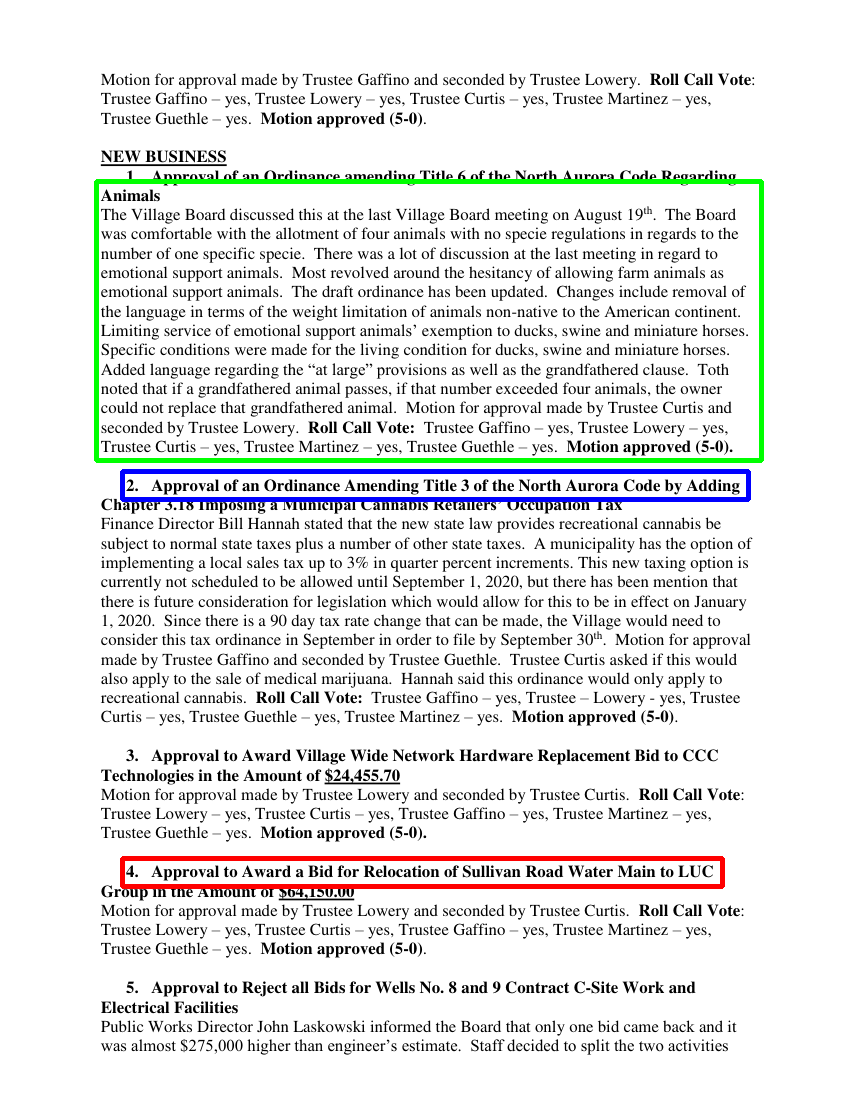 Motion for approval made by Trustee Gaffino and seconded by Trustee Lowery.  Roll Call Vote:
Trustee Gaffino – yes, Trustee Lowery – yes, Trustee Curtis – yes, Trustee Martinez – yes,
Trustee Guethle – yes.  Motion approved (5-0).
NEW BUSINESS
1. Approval of an Ordinance amending Title 6 of the North Aurora Code Regarding
Animals
The Village Board discussed this at the last Village Board meeting on August 19th.  The Board
was comfortable with the allotment of four animals with no specie regulations in regards to the
number of one specific specie.  There was a lot of discussion at the last meeting in regard to
emotional support animals.  Most revolved around the hesitancy of allowing farm animals as
emotional support animals.  The draft ordinance has been updated.  Changes include removal of
the language in terms of the weight limitation of animals non-native to the American continent.
Limiting service of emotional support animals’ exemption to ducks, swine and miniature horses.
Specific conditions were made for the living condition for ducks, swine and miniature horses.
Added language regarding the “at large” provisions as well as the grandfathered clause.  Toth
noted that if a grandfathered animal passes, if that number exceeded four animals, the owner
could not replace that grandfathered animal.  Motion for approval made by Trustee Curtis and
seconded by Trustee Lowery.  Roll Call Vote:  Trustee Gaffino – yes, Trustee Lowery – yes,
Trustee Curtis – yes, Trustee Martinez – yes, Trustee Guethle – yes.  Motion approved (5-0).
2. Approval of an Ordinance Amending Title 3 of the North Aurora Code by Adding
Chapter 3.18 Imposing a Municipal Cannabis Retailers’ Occupation Tax
Finance Director Bill Hannah stated that the new state law provides recreational cannabis be
subject to normal state taxes plus a number of other state taxes.  A municipality has the option of
implementing a local sales tax up to 3% in quarter percent increments. This new taxing option is
currently not scheduled to be allowed until September 1, 2020, but there has been mention that
there is future consideration for legislation which would allow for this to be in effect on January
1, 2020.  Since there is a 90 day tax rate change that can be made, the Village would need to
consider this tax ordinance in September in order to file by September 30th.  Motion for approval
made by Trustee Gaffino and seconded by Trustee Guethle.  Trustee Curtis asked if this would
also apply to the sale of medical marijuana.  Hannah said this ordinance would only apply to
recreational cannabis.  Roll Call Vote:  Trustee Gaffino – yes, Trustee – Lowery - yes, Trustee
Curtis – yes, Trustee Guethle – yes, Trustee Martinez – yes.  Motion approved (5-0).
3. Approval to Award Village Wide Network Hardware Replacement Bid to CCC
Technologies in the Amount of $24,455.70
Motion for approval made by Trustee Lowery and seconded by Trustee Curtis.  Roll Call Vote:
Trustee Lowery – yes, Trustee Curtis – yes, Trustee Gaffino – yes, Trustee Martinez – yes,
Trustee Guethle – yes.  Motion approved (5-0).
4. Approval to Award a Bid for Relocation of Sullivan Road Water Main to LUC
Group in the Amount of $64,150.00
Motion for approval made by Trustee Lowery and seconded by Trustee Curtis.  Roll Call Vote:
Trustee Lowery – yes, Trustee Curtis – yes, Trustee Gaffino – yes, Trustee Martinez – yes,
Trustee Guethle – yes.  Motion approved (5-0).
5. Approval to Reject all Bids for Wells No. 8 and 9 Contract C-Site Work and
Electrical Facilities
Public Works Director John Laskowski informed the Board that only one bid came back and it
was almost $275,000 higher than engineer’s estimate.  Staff decided to split the two activities